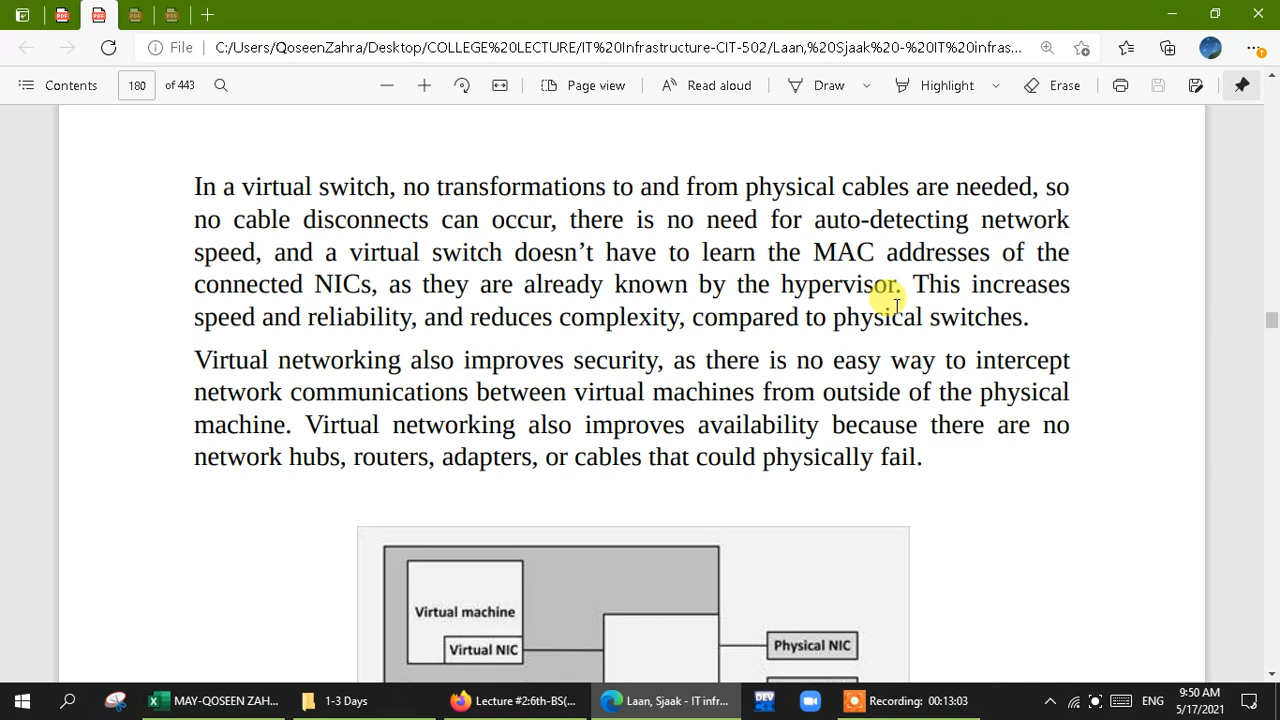 File
C:/Users/QoseenZahra/Desktop/COLLEGE%20LECTURE/IT%20Infrastructure-CIT-502/Laan,%20Sjaak%20-%20IT%20infras...
Contents
180
of 443
Page view
Read aloud
Draw
Highlight
Erase
In a virtual switch, no transformations to and from physical cables are needed, so
no cable disconnects can occur, there is no need for auto-detecting network
speed, and a virtual switch doesn’t have to learn the MAC addresses of the
connected NICs, as they are already known by the hypervisor. This increases
speed and reliability, and reduces complexity, compared to physical switches.
Virtual networking also improves security, as there is no easy way to intercept
network communications between virtual machines from outside of the physical
machine. Virtual networking also improves availability because there are no
network hubs, routers, adapters, or cables that could physically fail.
Virtual machine
Virtual NIC
Physical NIC
MAY-QOSEEN ZAH...
1-3 Days
Lecture #2:6th-BS(...
Laan, Sjaak - IT infr...
DEV
Recording: 00:13:03
ENG
9:50 AM
5/17/2021